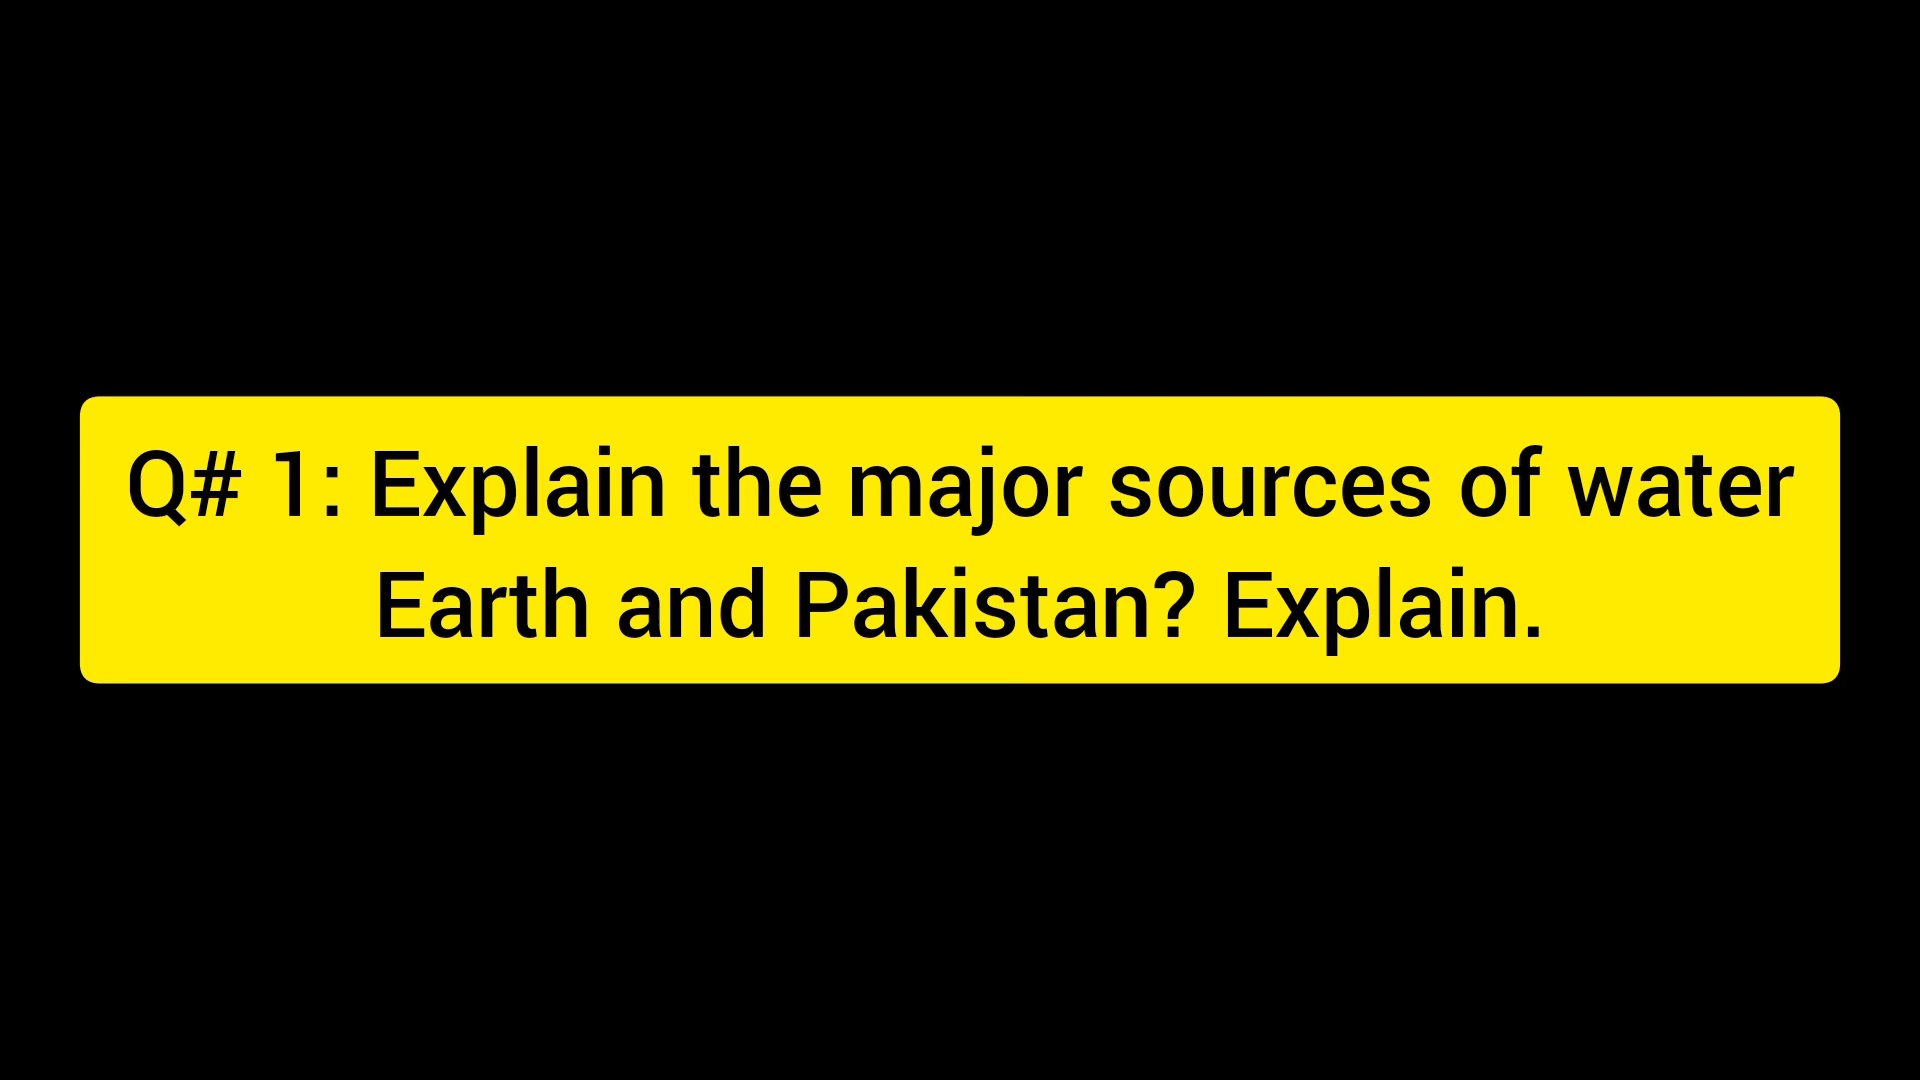 Q# 1: Explain the major sources of water
Earth and Pakistan? Explain.